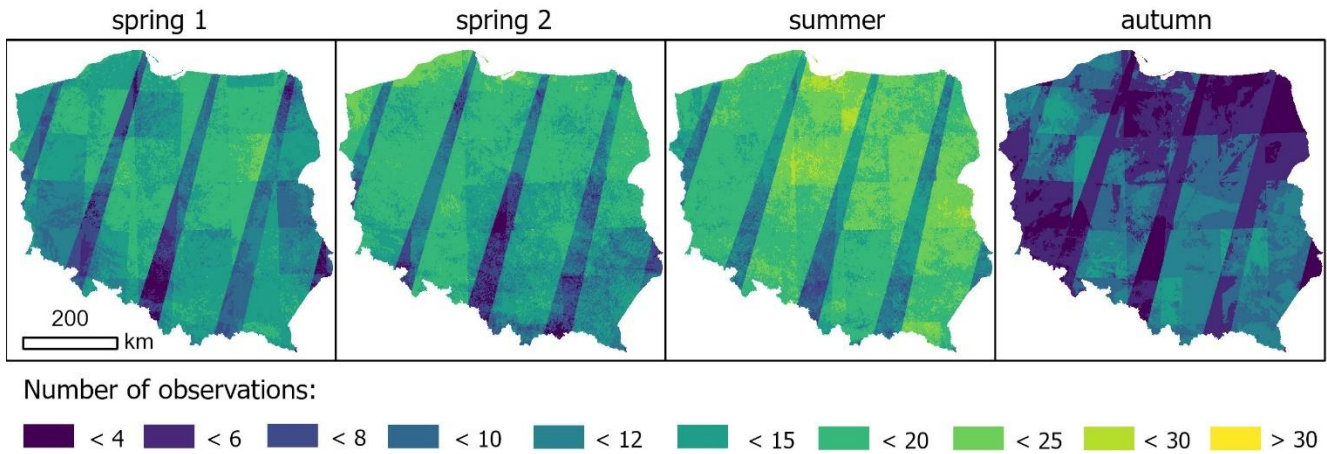 spring 1 spring 2 summer autumn
200
km
Number of observations:
< 4 < 6 < 8 < 10 < 12 < 15 < 20 < 25 < 30 > 30